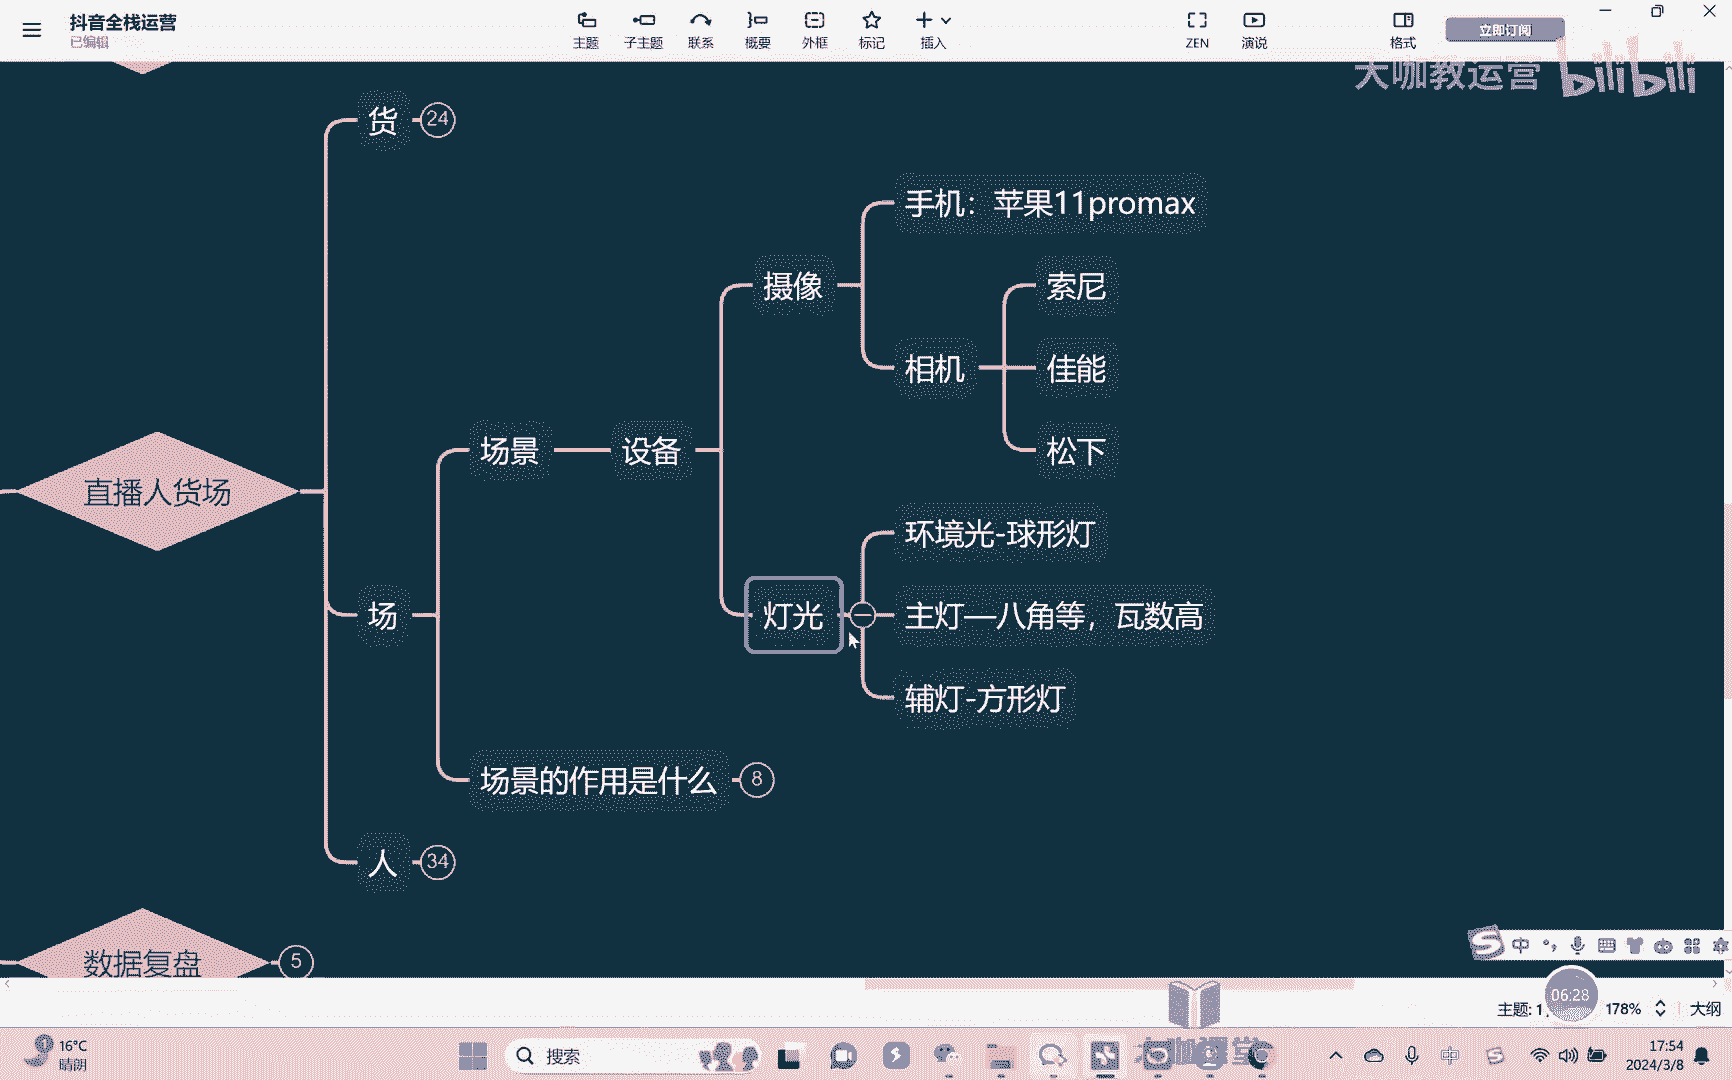 抖音全栈运营
已编辑
主题
子主题
联系
概要
外框
标记
插入
ZEN
演说
格式
立即订阅
大咖教运营 bilibili
货 24
手机：苹果11promax
摄像
索尼
相机
佳能
场景
设备
松下
直播人货场
环境光-球形灯
场
灯光
主灯—八角等，瓦数高
辅灯-方形灯
场景的作用是什么 8
人 34
数据复盘 5
中
06:28
主题: 1
178%
大纲
16°C
晴朗
搜索
中
17:54
2024/3/8